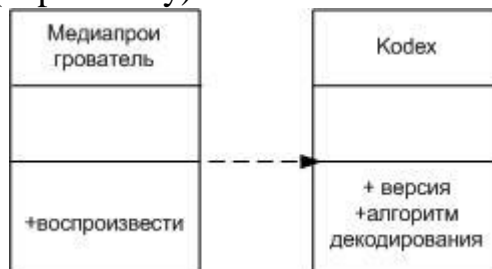 Медиапрои
грователь
Kodex
+воспроизвести
+ версия
+алгоритм
декодирования